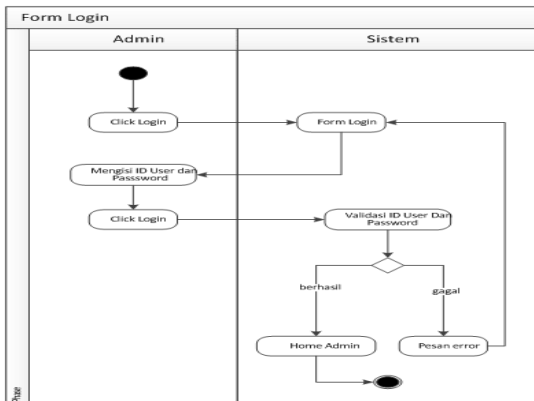 Form Login
Admin
Sistem
Click Login
Form Login
Mengisi ID User dan
Passsword
Click Login
Validasi ID User Dan
Password
berhasil
gagal
Home Admin
Pesan error
Phase